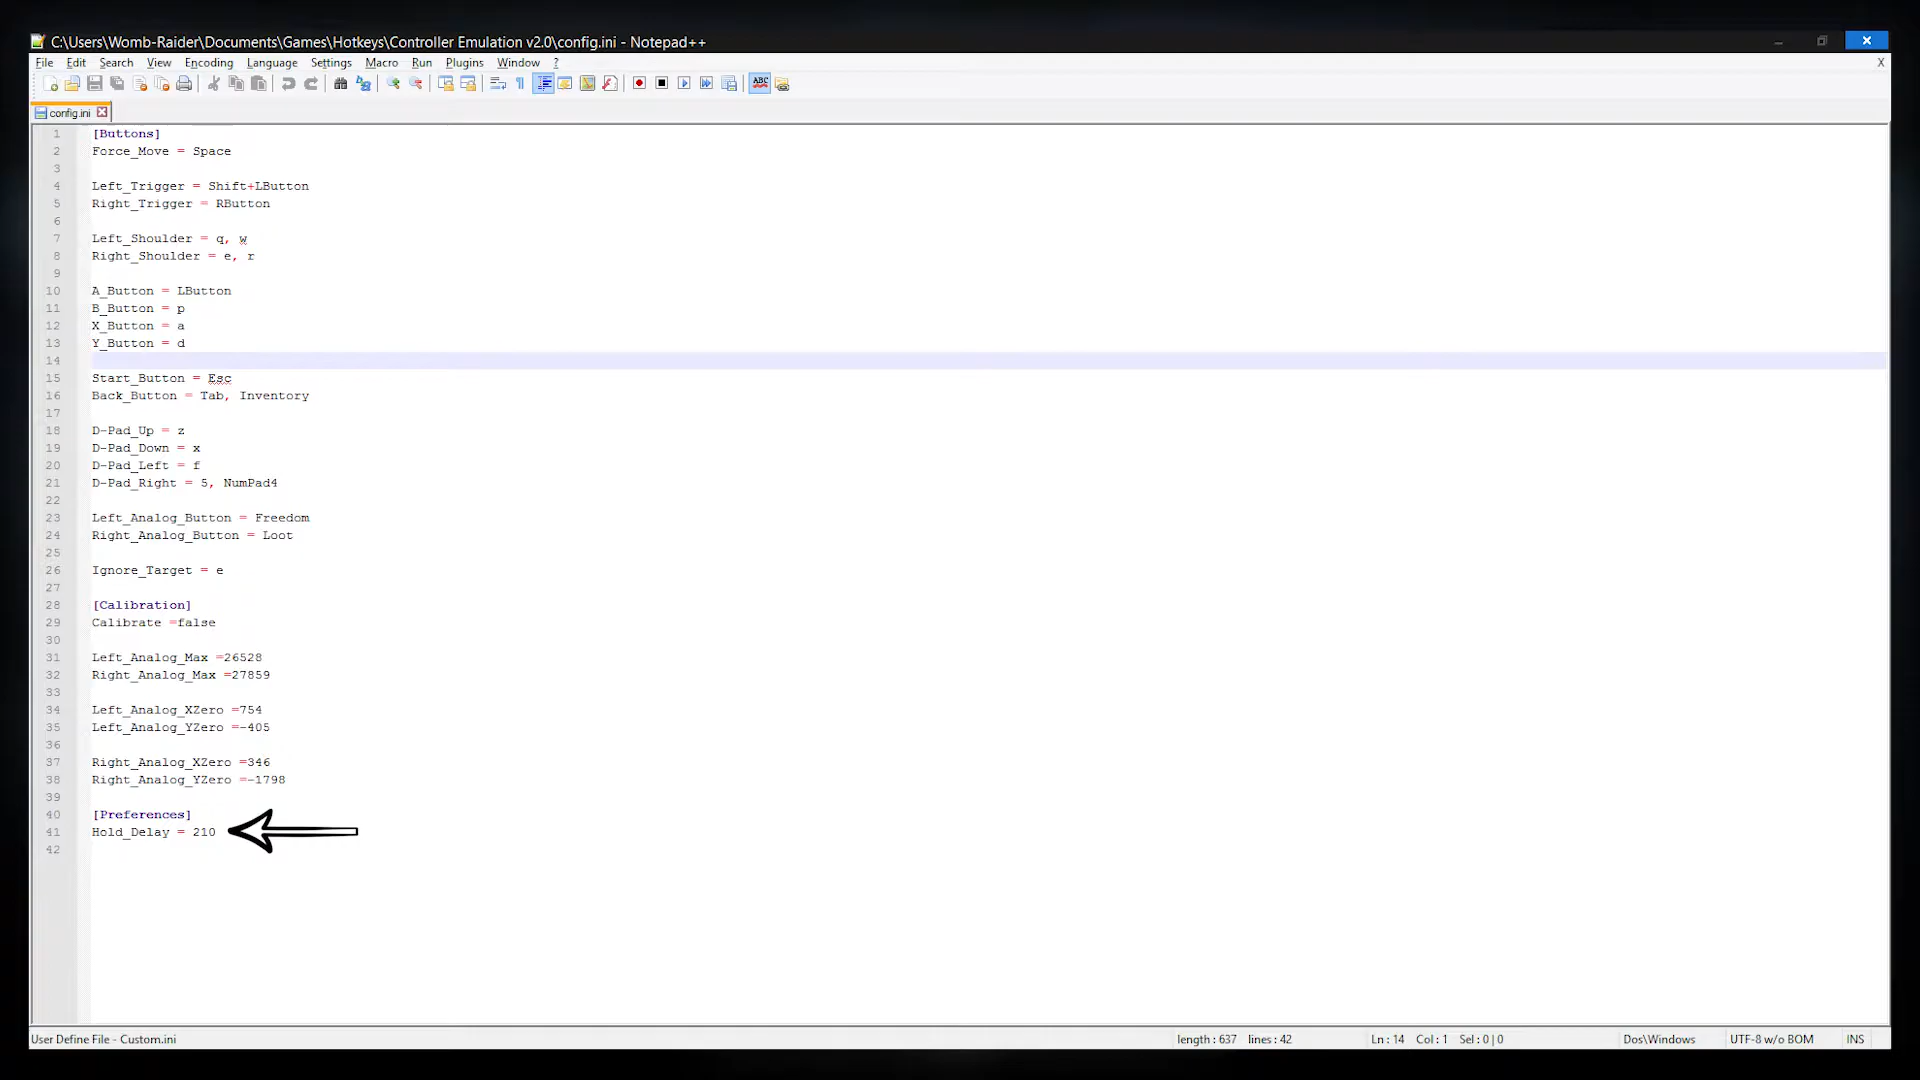 C:\Users\Womb-Raider\Documents\Games\Hotkeys\Controller Emulation v2.0\config.ini - Notepad++
File Edit Search View Encoding Language Settings Macro Run Plugins Window ? X
ABC
config.ini
1 [Buttons]
2 Force_Move = Space
3
4 Left_Trigger = Shift+LButton
5 Right_Trigger = RButton
6
7 Left_Shoulder = q, w
8 Right_Shoulder = e, r
9
10 A_Button = LButton
11 B_Button = p
12 X_Button = a
13 Y_Button = d
14
15 Start_Button = Esc
16 Back_Button = Tab, Inventory
17
18 D-Pad_Up = z
19 D-Pad_Down = x
20 D-Pad_Left = f
21 D-Pad_Right = 5, NumPad4
22
23 Left_Analog_Button = Freedom
24 Right_Analog_Button = Loot
25
26 Ignore_Target = e
27
28 [Calibration]
29 Calibrate =false
30
31 Left_Analog_Max =26528
32 Right_Analog_Max =27859
33
34 Left_Analog_XZero =754
35 Left_Analog_YZero =-405
36
37 Right_Analog_XZero =346
38 Right_Analog_YZero =-1798
39
40 [Preferences]
41 Hold_Delay = 210
42
User Define File - Custom.ini length : 637 lines : 42 Ln : 14 Col : 1 Sel : 0 | 0 Dos\Windows UTF-8 w/o BOM INS